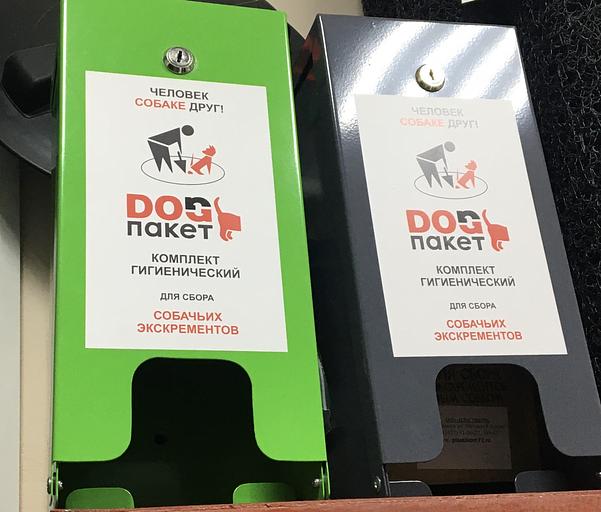 ЧЕЛОВЕК
СОБАКЕ ДРУГ!
DOG
пакет
КОМПЛЕКТ
ГИГИЕНИЧЕСКИЙ
ДЛЯ СБОРА
СОБАЧЬИХ
ЭКСКРЕМЕНТОВ
ЧЕЛОВЕК
СОБАКЕ ДРУГ!
DOG
пакет
КОМПЛЕКТ
ГИГИЕНИЧЕСКИЙ
ДЛЯ СБОРА
СОБАЧЬИХ
ЭКСКРЕМЕНТОВ